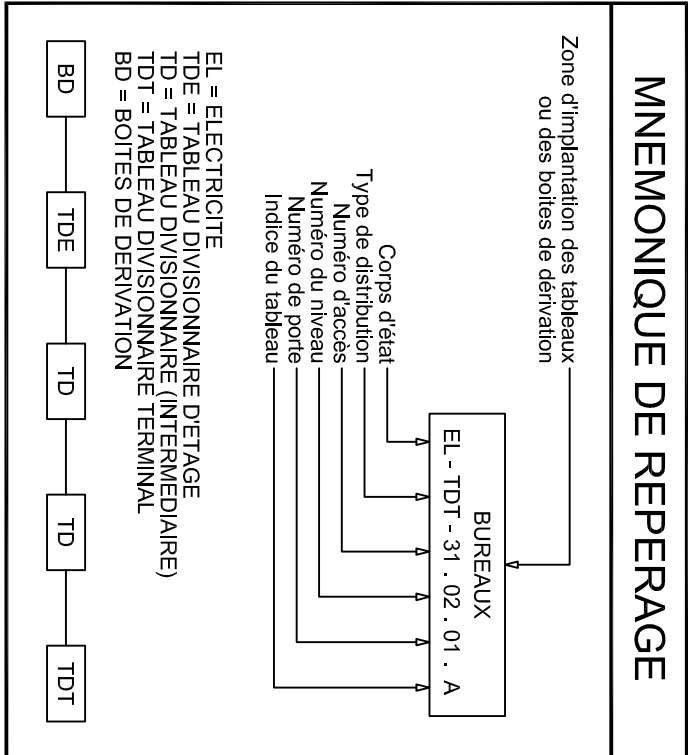 MNEMONIQUE DE REPERAGE
Zone d'implantation des tableaux
ou des boites de dérivation
BUREAUX
EL - TDT - 31 . 02 . 01 . A
Corps d'état
Type de distribution
Numéro d'accès
Numéro du niveau
Numéro de porte
Indice du tableau
EL = ELECTRICITE
TDE = TABLEAU DIVISIONNAIRE D'ETAGE
TD = TABLEAU DIVISIONNAIRE (INTERMEDIAIRE)
TDT = TABLEAU DIVISIONNAIRE TERMINAL
BD = BOITES DE DERIVATION
BD TDE TD TD TDT